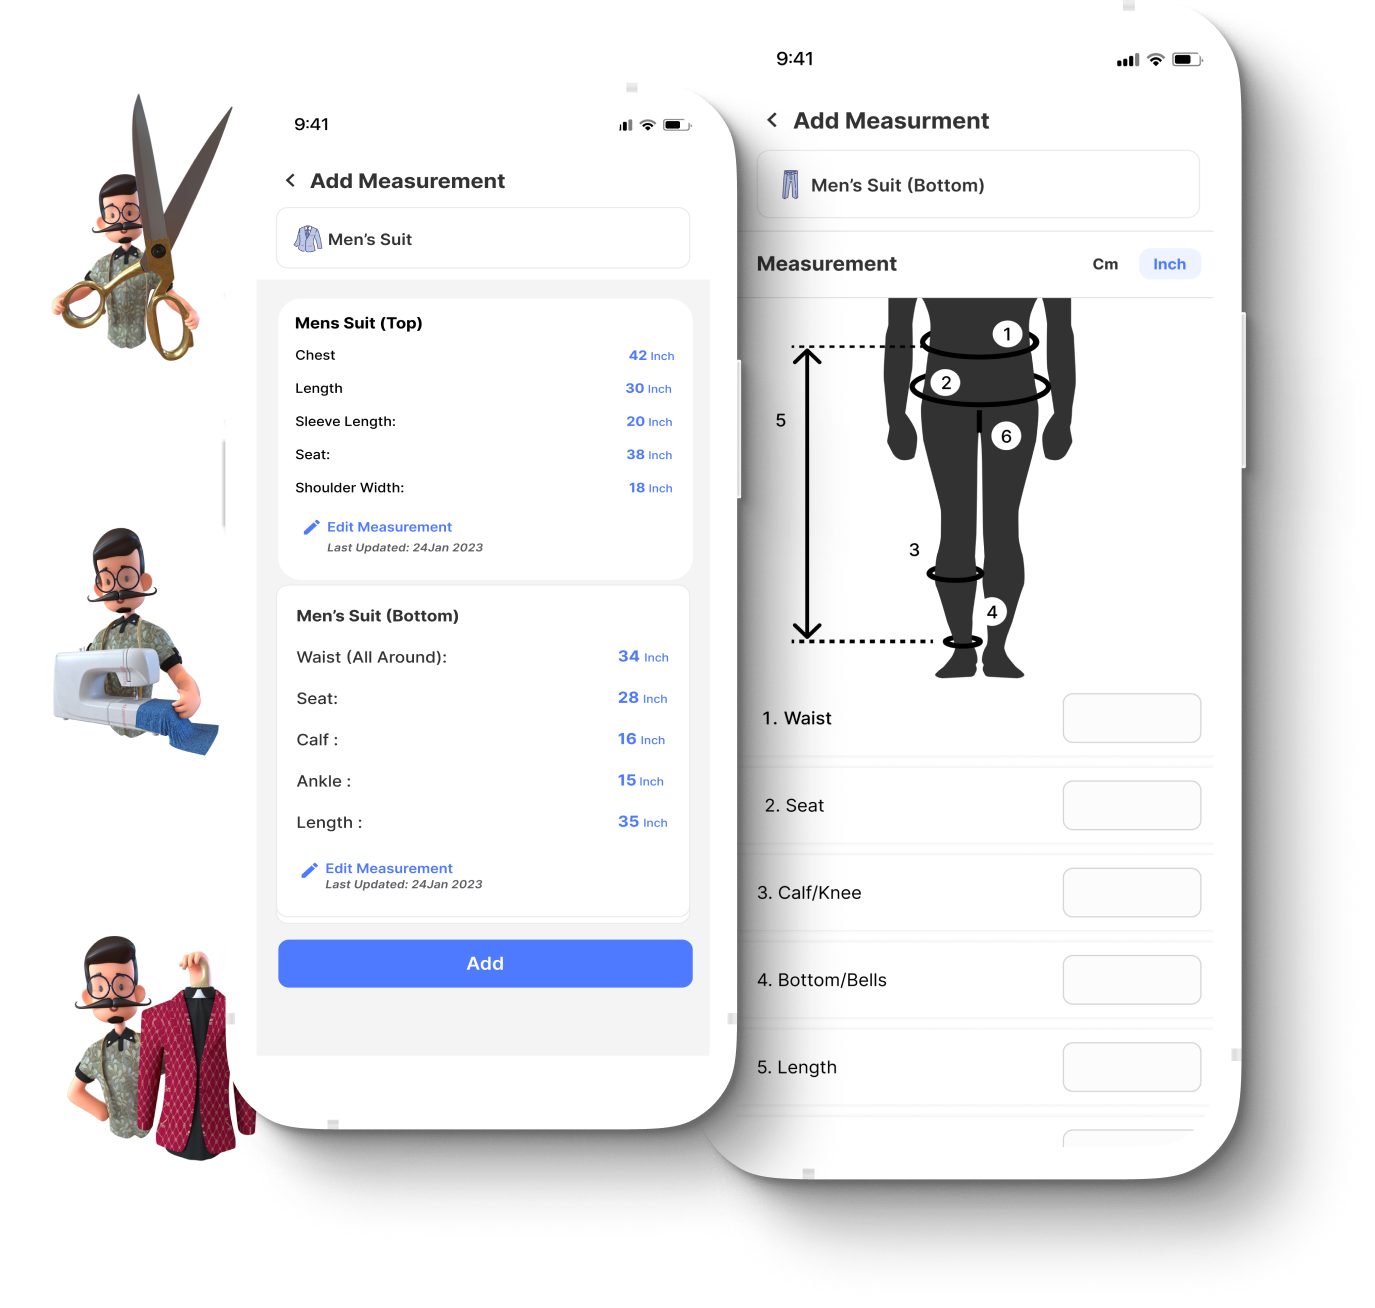 9:41
Add Measurement
Men's Suit
Mens Suit (Top)
Chest 42 Inch
Length 30 Inch
Sleeve Length: 20 Inch
Seat: 38 Inch
Shoulder Width: 18 Inch
Edit Measurement
Last Updated: 24Jan 2023
Men's Suit (Bottom)
Waist (All Around): 34 Inch
Seat: 28 Inch
Calf : 16 Inch
Ankle : 15 Inch
Length : 35 Inch
Edit Measurement
Last Updated: 24Jan 2023
Add
9:41
Add Measurment
Men's Suit (Bottom)
Measurement Cm Inch
1
2
5
6
3
4
1. Waist
2. Seat
3. Calf/Knee
4. Bottom/Bells
5. Length